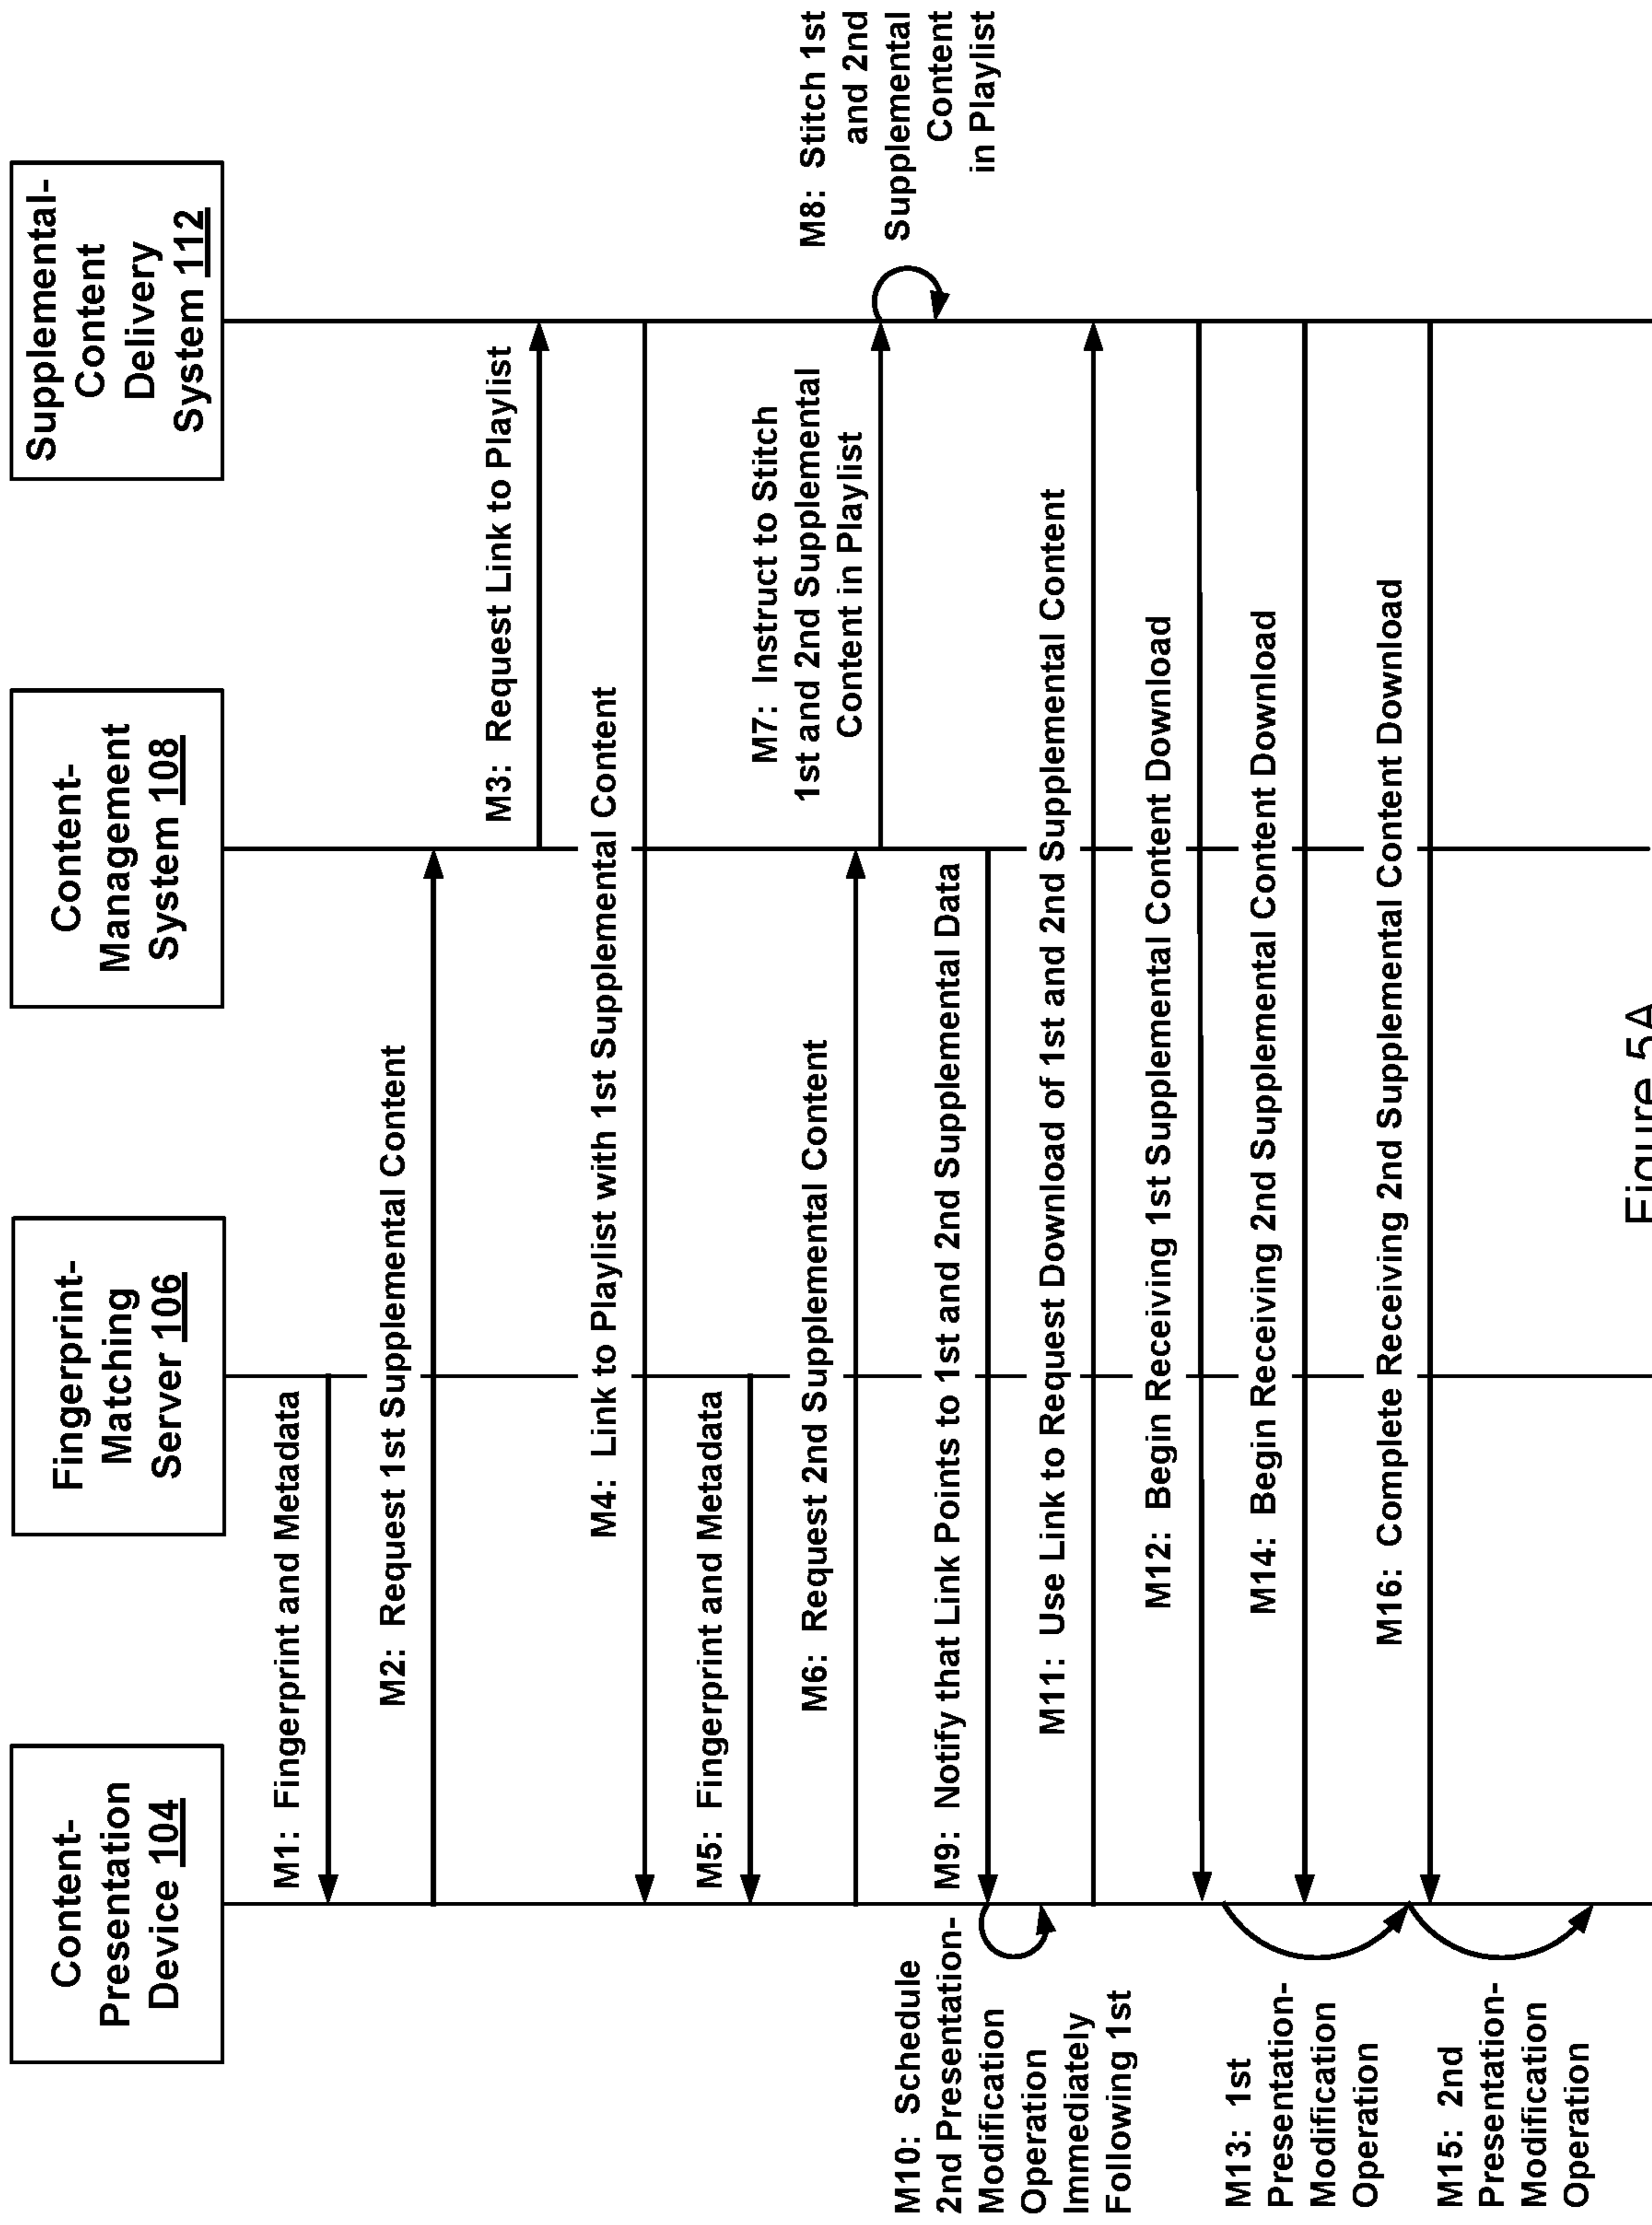 Content-
Presentation
Device 104
Fingerprint-
Matching
Server 106
Content-
Management
System 108
Supplemental-
Content
Delivery
System 112
M1: Fingerprint and Metadata
M2: Request 1st Supplemental Content
M3: Request Link to Playlist
M4: Link to Playlist with 1st Supplemental Content
M5: Fingerprint and Metadata
M6: Request 2nd Supplemental Content
M7: Instruct to Stitch
1st and 2nd Supplemental
Content in Playlist
M8: Stitch 1st
and 2nd
Supplemental
Content
in Playlist
M9: Notify that Link Points to 1st and 2nd Supplemental Data
M10: Schedule
2nd Presentation-
Modification
Operation
Immediately
Following 1st
M11: Use Link to Request Download of 1st and 2nd Supplemental Content
M12: Begin Receiving 1st Supplemental Content Download
M13: 1st
Presentation-
Modification
Operation
M14: Begin Receiving 2nd Supplemental Content Download
M15: 2nd
Presentation-
Modification
Operation
M16: Complete Receiving 2nd Supplemental Content Download
Figure 5A